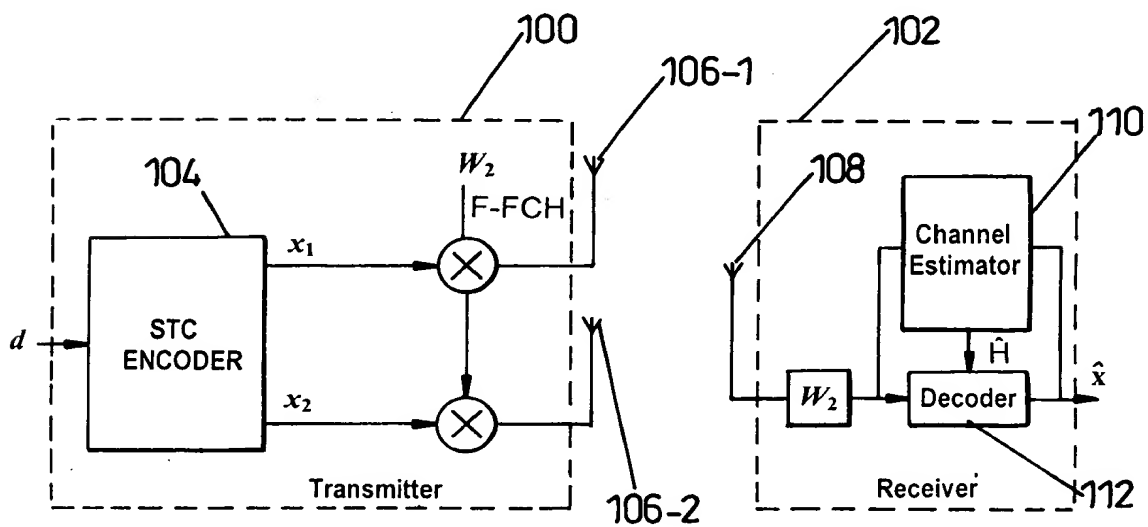 100
102
106-1
110
W₂
108
104
F-FCH
x₁
Channel
Estimator
d
STC
ENCODER
Ĥ
x̂
x₂
W₂
Decoder
Transmitter
Receiver
106-2
112